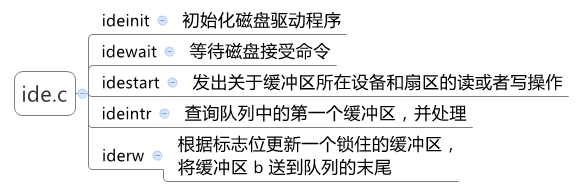 ide.c
ideinit 初始化磁盘驱动程序
idewait 等待磁盘接受命令
idestart 发出关于缓冲区所在设备和扇区的读或者写操作
ideintr 查询队列中的第一个缓冲区，并处理
iderw 根据标志位更新一个锁住的缓冲区，
将缓冲区 b 送到队列的末尾